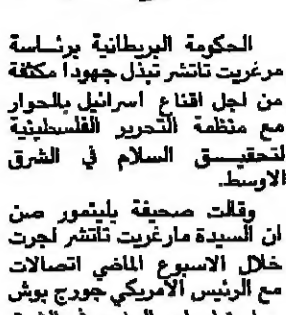 الحكومة البريطانية برئاسة
مرغريت تاتشر تبذل جهودا مكثفة
من اجل اقناع اسرائيل بالحوار
مع منظمة التحرير الفلسطينية
لتحقيق السلام في الشرق
الاوسط.
وقالت صحيفة بليتمور صن
ان السيدة مارغريت تاتشر اجرت
خلال الاسبوع الماضي اتصالات
مع الرئيس الامريكي جورج بوش